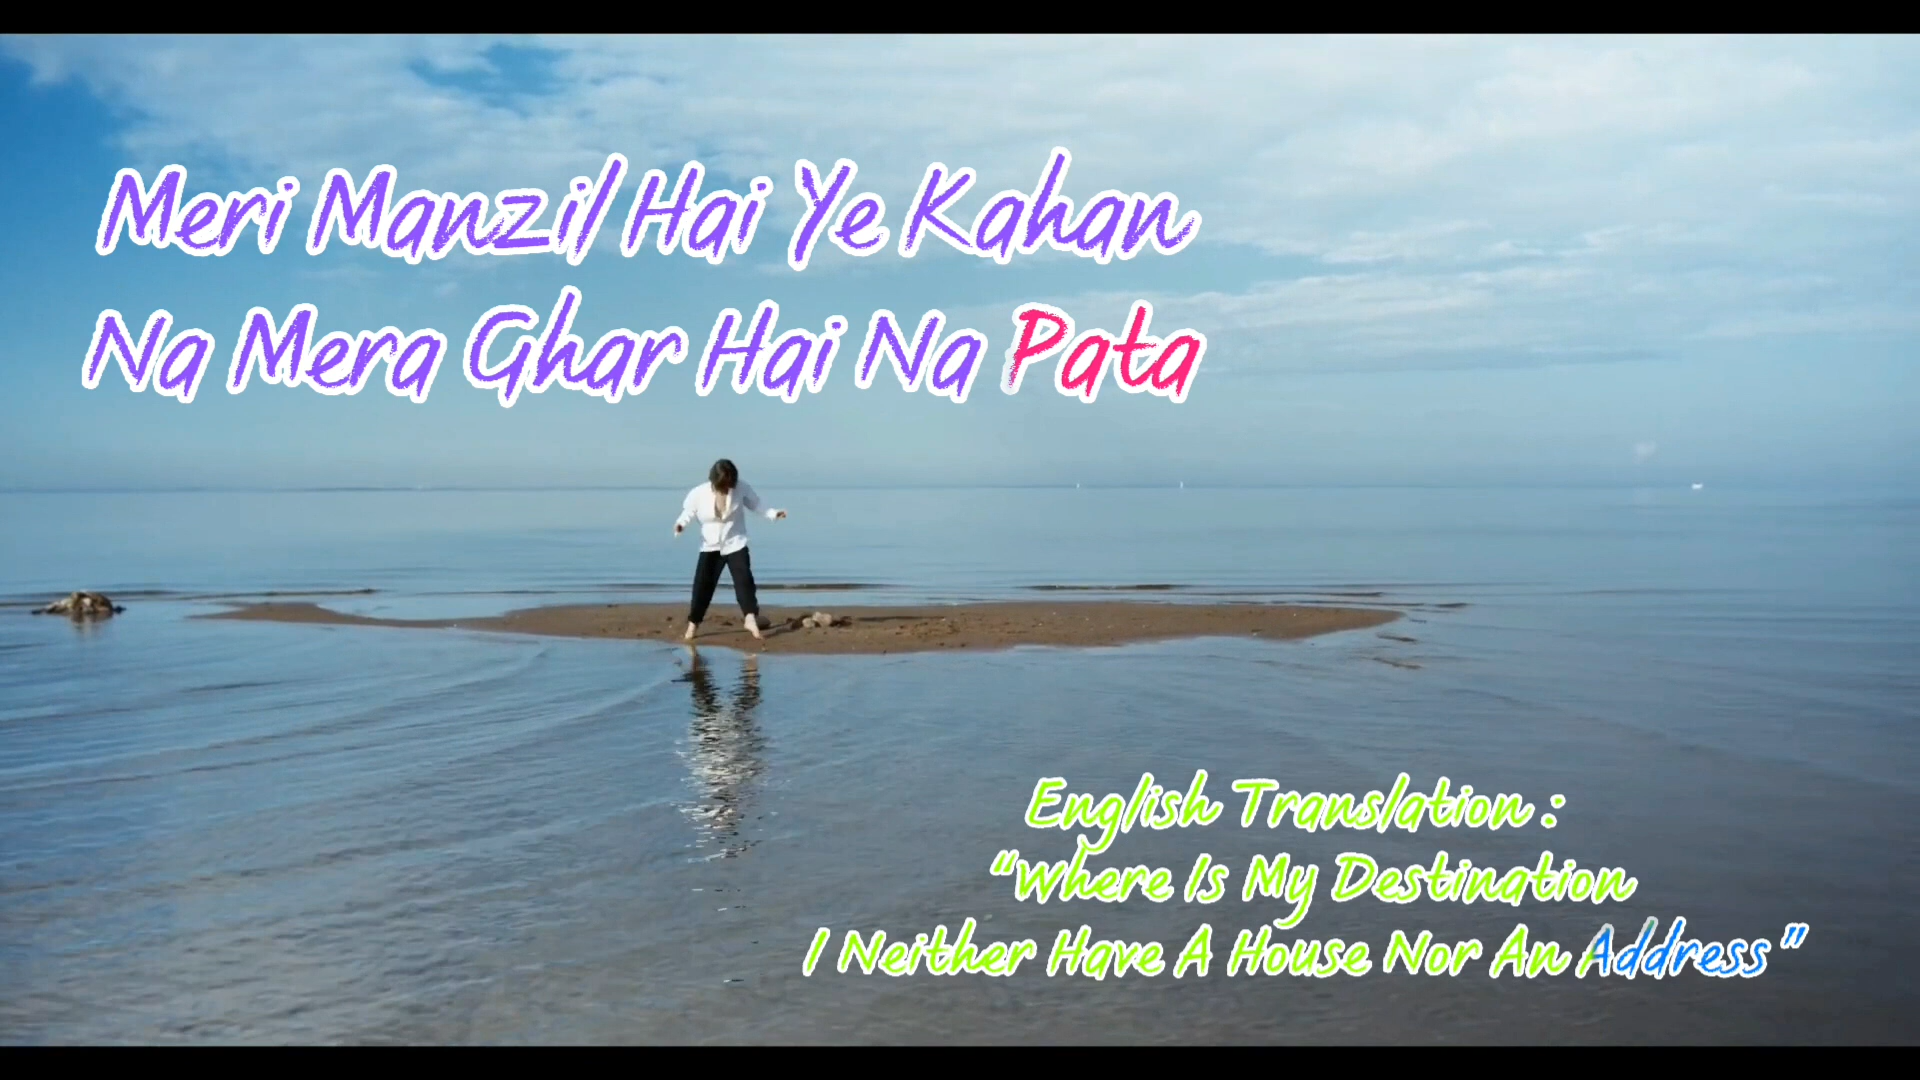 Meri Manzil Hai Ye Kahan
Na Mera Ghar Hai Na Pata
English Translation :
“Where Is My Destination
I Neither Have A House Nor An Address”